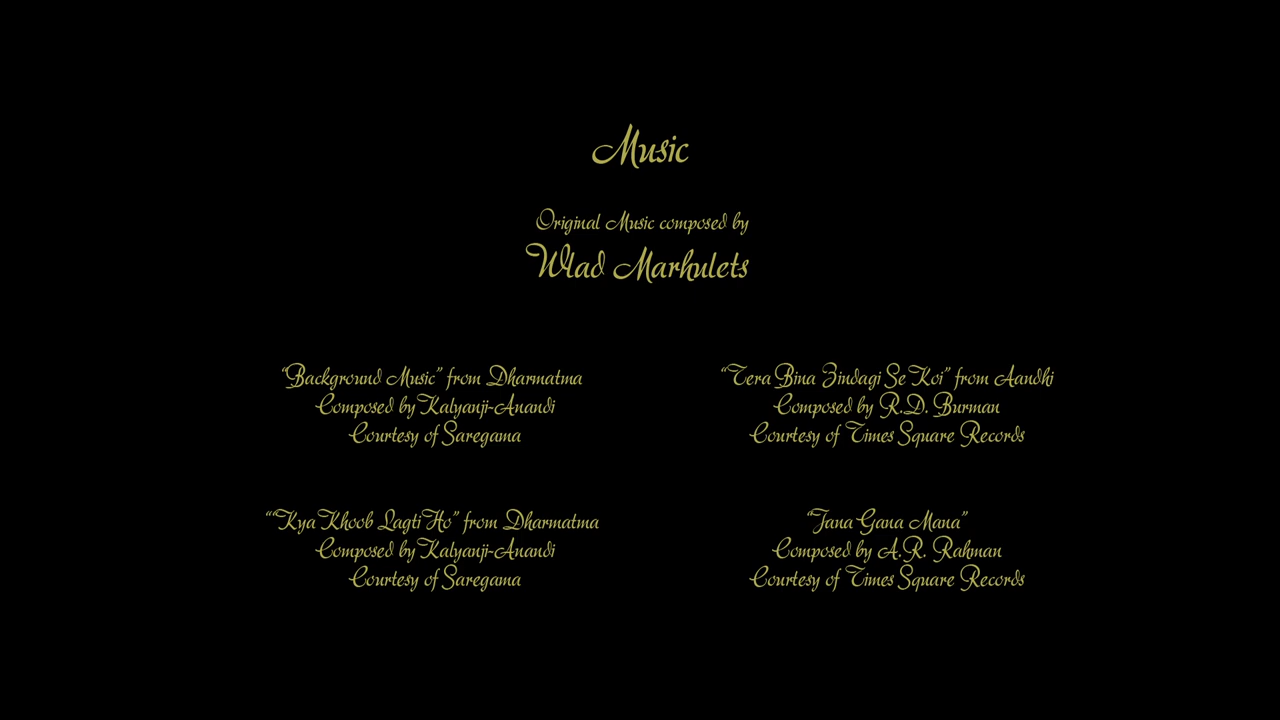 Music
Original Music composed by
Wlad Marhulets
“Background Music” from Dharmatma
Composed by Kalyanji-Anandi
Courtesy of Saregama
“Tera Bina Zindagi Se Koi” from Aandhi
Composed by R.D. Burman
Courtesy of Times Square Records
“‘Kya Khoob Lagti Ho” from Dharmatma
Composed by Kalyanji-Anandi
Courtesy of Saregama
“Jana Gana Mana”
Composed by A.R. Rahman
Courtesy of Times Square Records